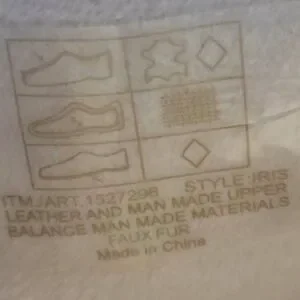 ITM./ART. 1527298 STYLE: IRIS
LEATHER AND MAN MADE UPPER
BALANCE MAN MADE MATERIALS
FAUX FUR
Made in China